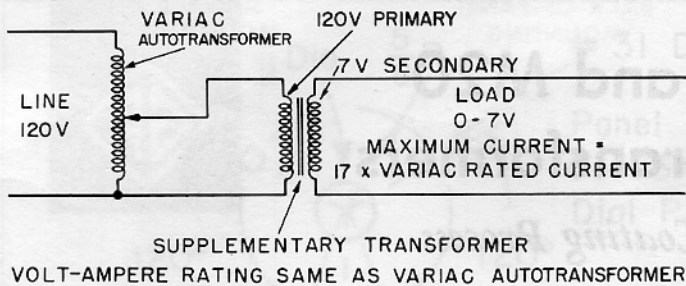 VARIAC
AUTOTRANSFORMER
120V PRIMARY
7V SECONDARY
LINE
120V
LOAD
0-7V
MAXIMUM CURRENT =
17 x VARIAC RATED CURRENT
SUPPLEMENTARY TRANSFORMER
VOLT-AMPERE RATING SAME AS VARIAC AUTOTRANSFORMER